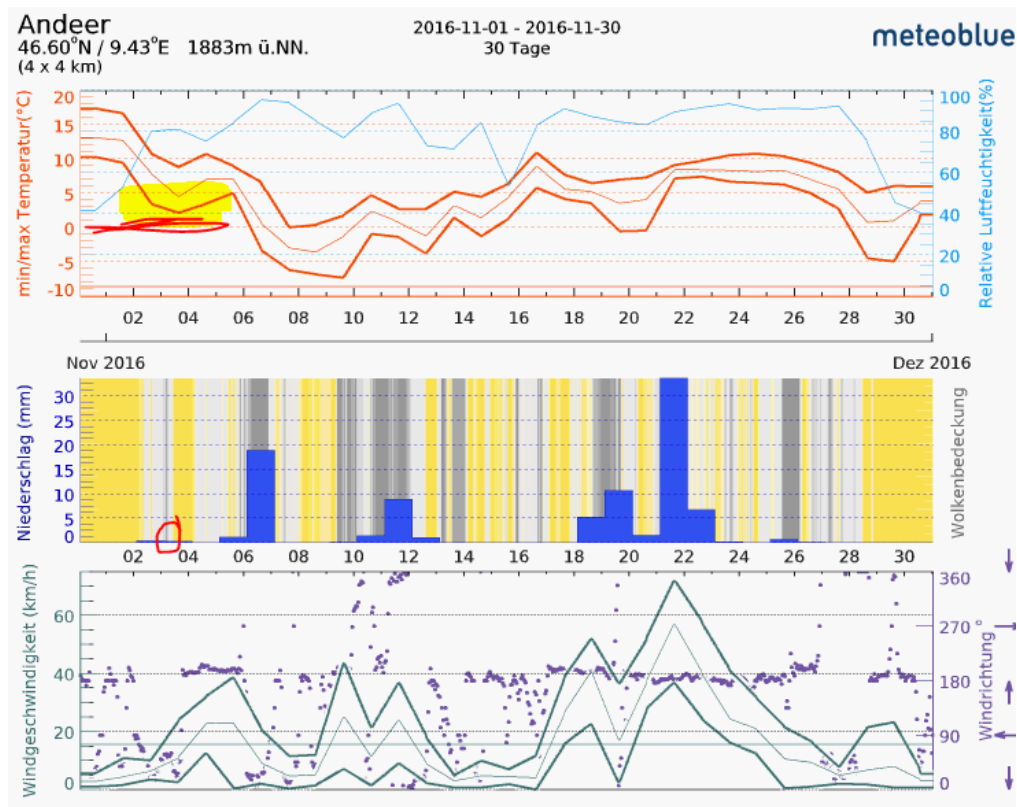 Andeer
46.60°N / 9.43°E 1883m ü.NN.
(4 x 4 km)
2016-11-01 - 2016-11-30
30 Tage
meteoblue
min/max Temperatur(°C)
20
15
10
5
0
-5
-10
100
80
60
40
20
0
Relative Luftfeuchtigkeit(%)
02 04 06 08 10 12 14 16 18 20 22 24 26 28 30
Nov 2016 Dez 2016
Niederschlag (mm)
30
25
20
15
10
5
0
Wolkenbedeckung
02 04 06 08 10 12 14 16 18 20 22 24 26 28 30
Windgeschwindigkeit (km/h)
60
40
20
0
360
270
180
90
0
Windrichtung °